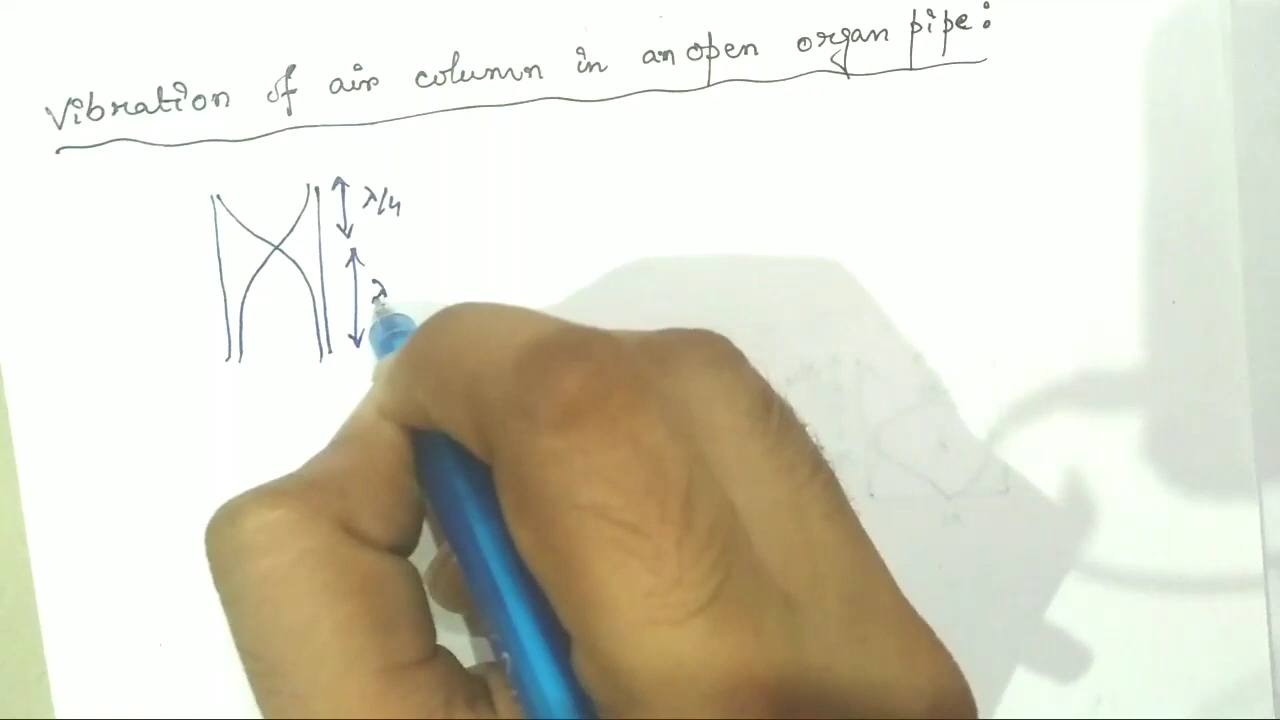 Vibration of air column in an open organ pipe:
λ/4
λ